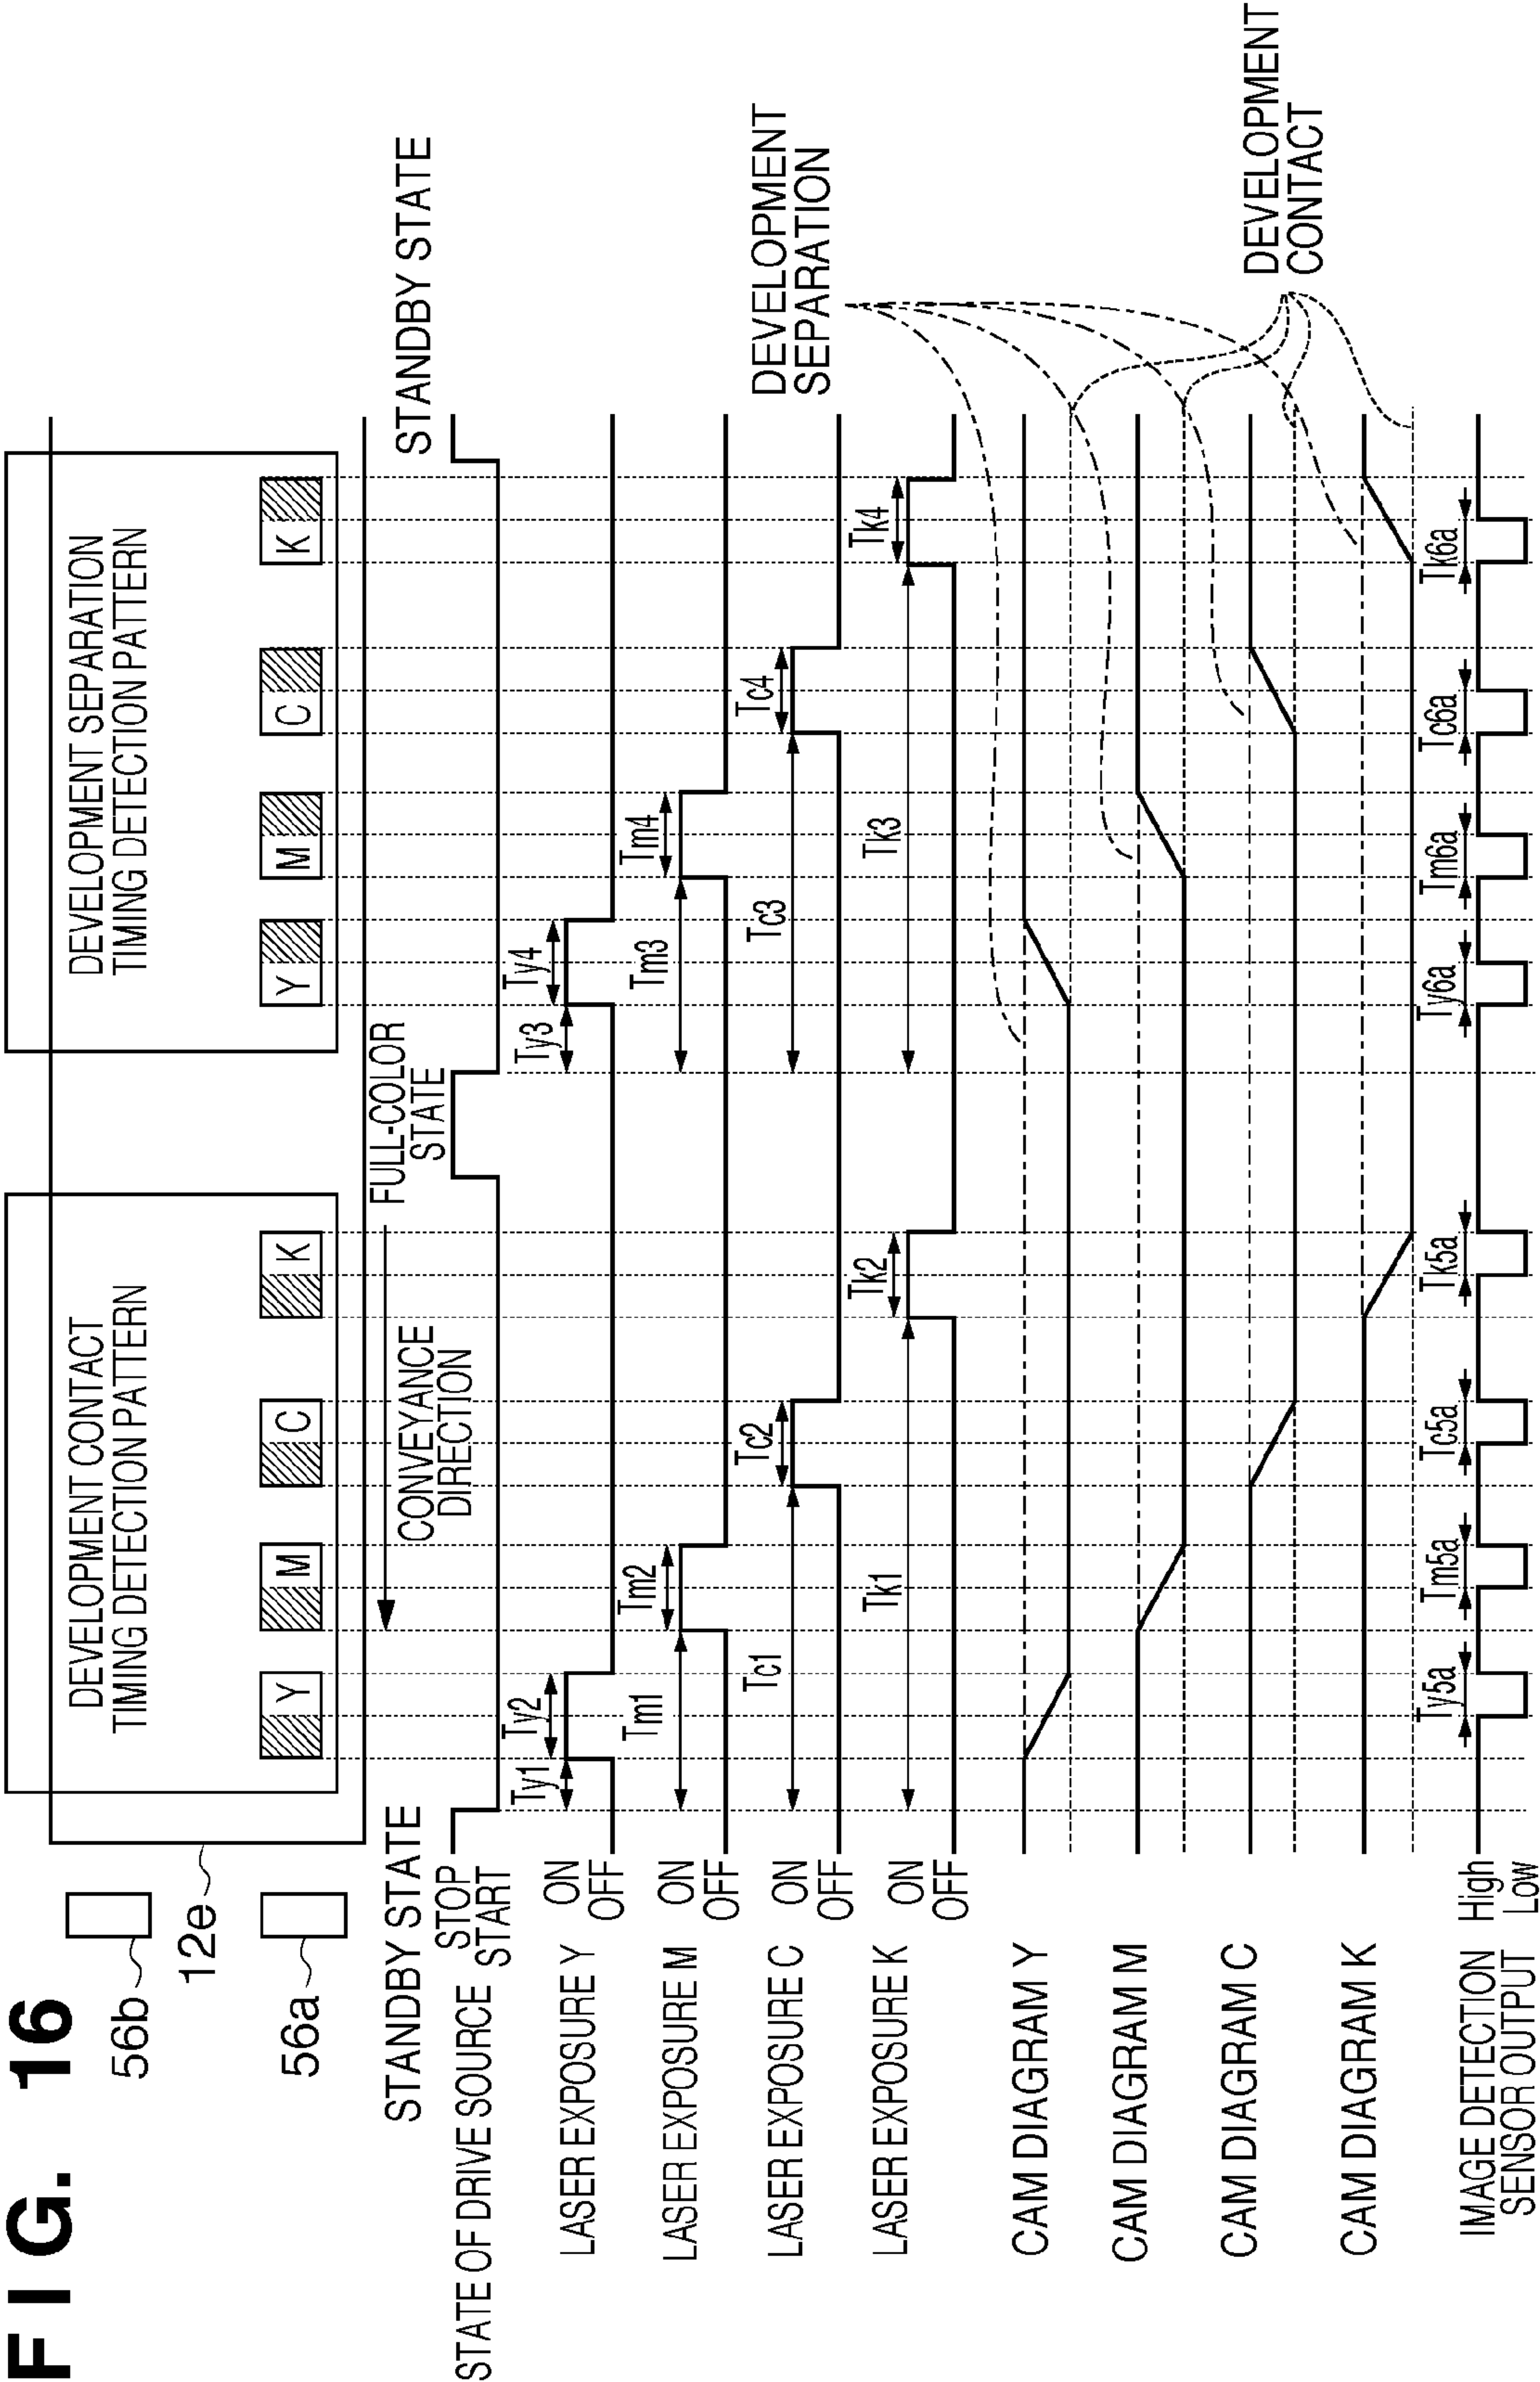 FIG. 16
56b
12e
56a
DEVELOPMENT CONTACT
TIMING DETECTION PATTERN
Y
M
C
K
DEVELOPMENT SEPARATION
TIMING DETECTION PATTERN
Y
M
C
K
CONVEYANCE
DIRECTION
STANDBY STATE
FULL-COLOR
STATE
STANDBY STATE
STATE OF DRIVE SOURCE
STOP
START
LASER EXPOSURE Y
ON
OFF
Ty1
Ty2
Ty3
Ty4
LASER EXPOSURE M
ON
OFF
Tm1
Tm2
Tm3
Tm4
LASER EXPOSURE C
ON
OFF
Tc1
Tc2
Tc3
Tc4
LASER EXPOSURE K
ON
OFF
Tk1
Tk2
Tk3
Tk4
DEVELOPMENT
SEPARATION
CAM DIAGRAM Y
CAM DIAGRAM M
CAM DIAGRAM C
CAM DIAGRAM K
DEVELOPMENT
CONTACT
IMAGE DETECTION
SENSOR OUTPUT
High
Low
Ty5a
Tm5a
Tc5a
Tk5a
Ty6a
Tm6a
Tc6a
Tk6a